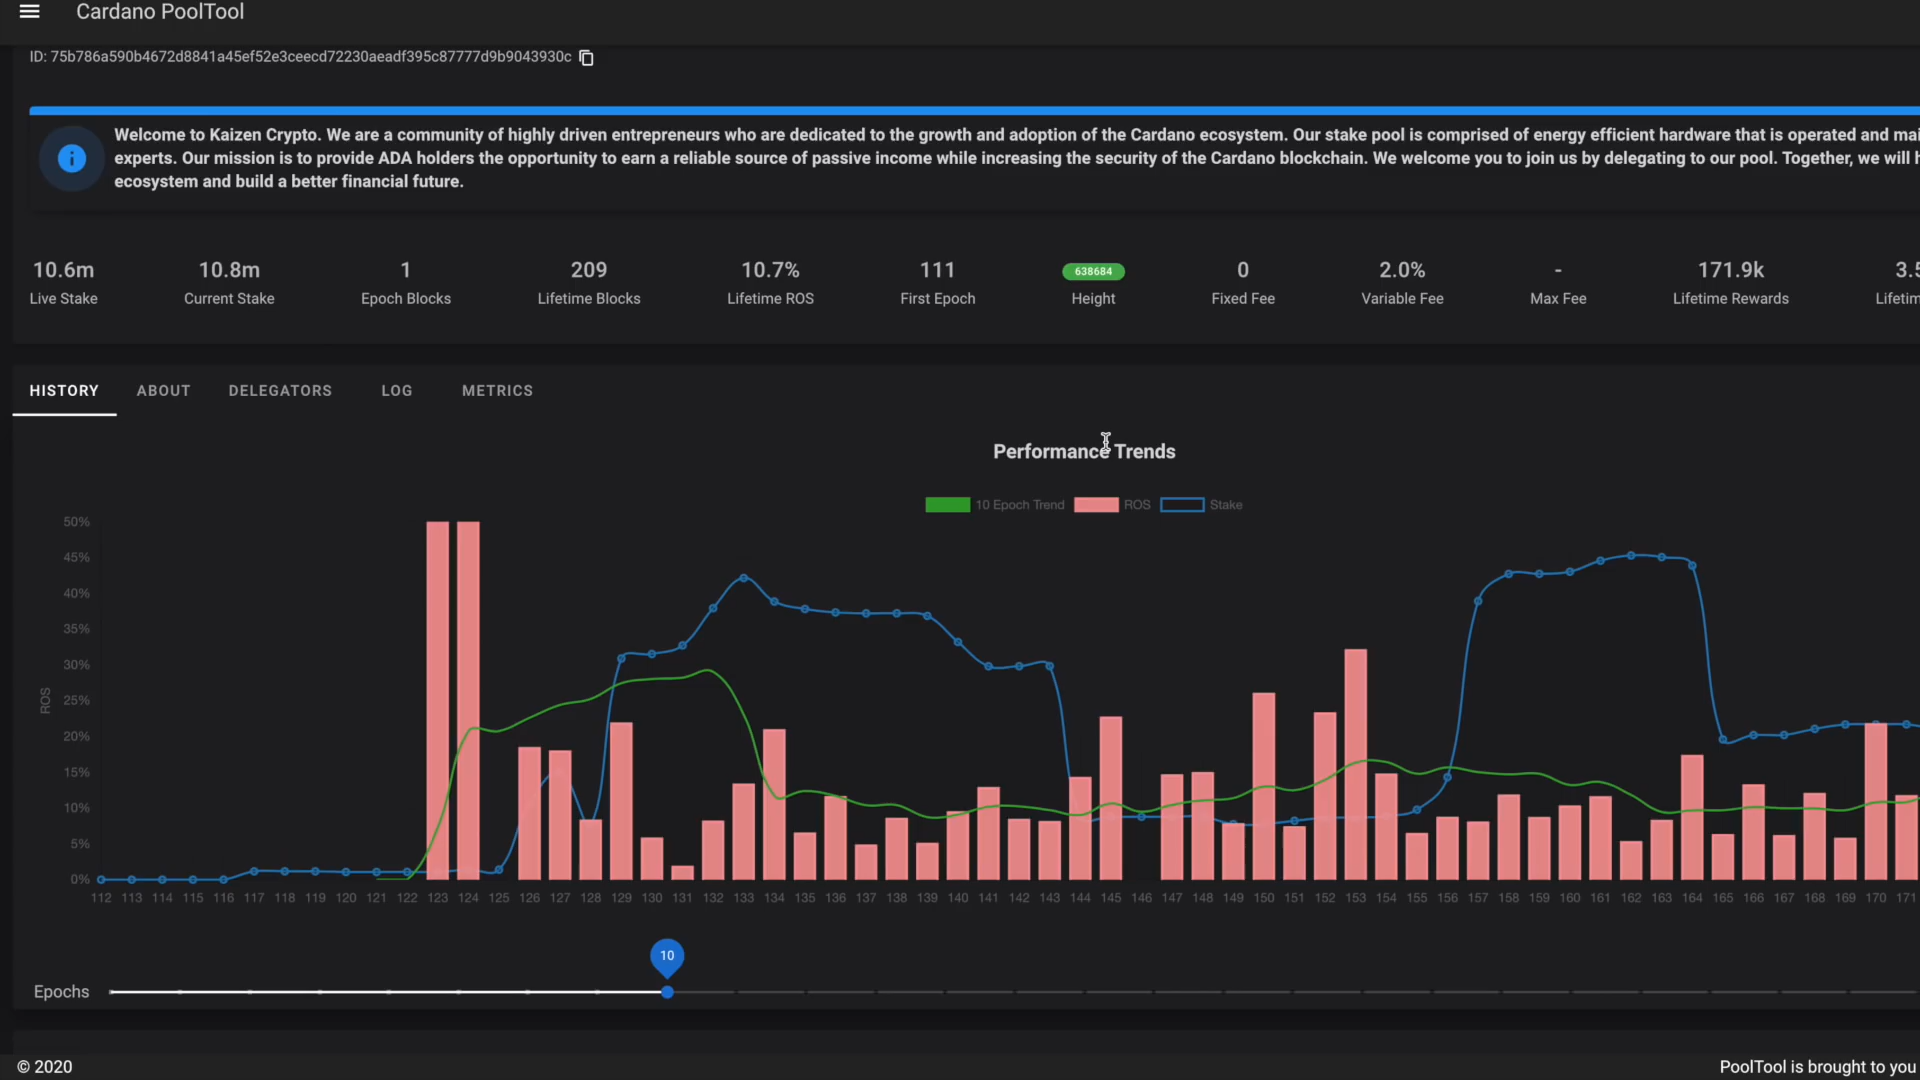 Cardano PoolTool
ID: 75b786a590b4672d8841a45ef52e3ceecd72230aeadf395c87777d9b9043930c
Welcome to Kaizen Crypto. We are a community of highly driven entrepreneurs who are dedicated to the growth and adoption of the Cardano ecosystem. Our stake pool is comprised of energy efficient hardware that is operated and mai
experts. Our mission is to provide ADA holders the opportunity to earn a reliable source of passive income while increasing the security of the Cardano blockchain. We welcome you to join us by delegating to our pool. Together, we will h
ecosystem and build a better financial future.
10.6m 10.8m 1 209 10.7% 111 638684 0 2.0% - 171.9k 3.5
Live Stake Current Stake Epoch Blocks Lifetime Blocks Lifetime ROS First Epoch Height Fixed Fee Variable Fee Max Fee Lifetime Rewards Lifetim
HISTORY ABOUT DELEGATORS LOG METRICS
Performance Trends
10 Epoch Trend ROS Stake
50%
45%
40%
35%
30%
25%
20%
15%
10%
5%
0%
ROS
112 113 114 115 116 117 118 119 120 121 122 123 124 125 126 127 128 129 130 131 132 133 134 135 136 137 138 139 140 141 142 143 144 145 146 147 148 149 150 151 152 153 154 155 156 157 158 159 160 161 162 163 164 165 166 167 168 169 170 171
10
Epochs
© 2020
PoolTool is brought to you